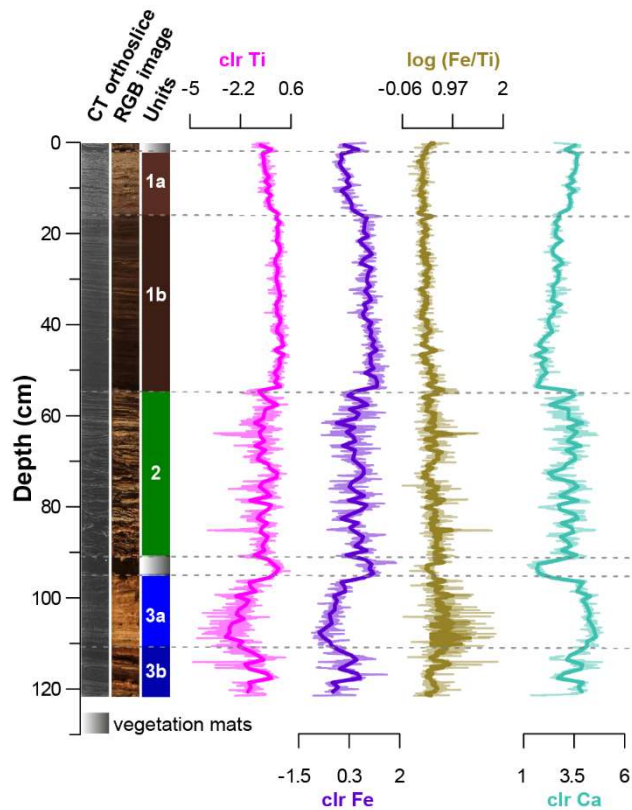 CT orthoslice
RGB image
Units
clr Ti
-5 -2.2 0.6
log (Fe/Ti)
-0.06 0.97 2
Depth (cm)
0
20
40
60
80
100
120
1a
1b
2
3a
3b
vegetation mats
-1.5 0.3 2
clr Fe
1 3.5 6
clr Ca